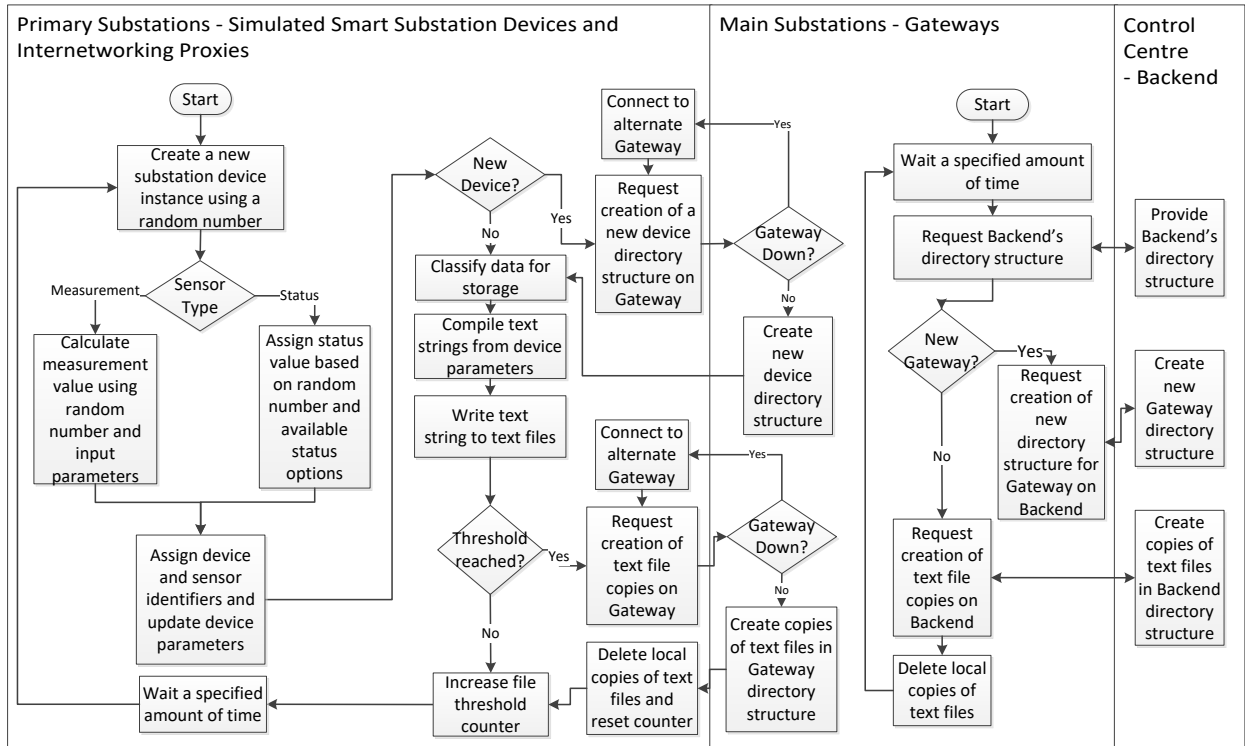 Primary Substations - Simulated Smart Substation Devices and
Internetworking Proxies
Start
Create a new
substation device
instance using a
random number
Sensor
Type
Measurement
Status
Calculate
measurement
value using
random
number and
input
parameters
Assign status
value based
on random
number and
available
status
options
Assign device
and sensor
identifiers and
update device
parameters
New
Device?
Yes
No
Connect to
alternate
Gateway
Request
creation of a
new device
directory
structure on
Gateway
Classify data for
storage
Compile text
strings from device
parameters
Write text
string to text files
Threshold
reached?
Yes
No
Connect to
alternate
Gateway
Request
creation of
text file
copies on
Gateway
Delete local
copies of text
files and
reset counter
Increase file
threshold
counter
Wait a specified
amount of time
Main Substations - Gateways
Yes
Gateway
Down?
No
Create
new
device
directory
structure
Yes
Gateway
Down?
No
Create copies
of text files in
Gateway
directory
structure
Start
Wait a specified amount
of time
Request Backend’s
directory structure
New
Gateway?
Yes
No
Request
creation of
new
directory
structure for
Gateway on
Backend
Request
creation of
text file
copies on
Backend
Delete local
copies of
text files
Control
Centre
- Backend
Provide
Backend’s
directory
structure
Create
new
Gateway
directory
structure
Create
copies of
text files
in Backend
directory
structure